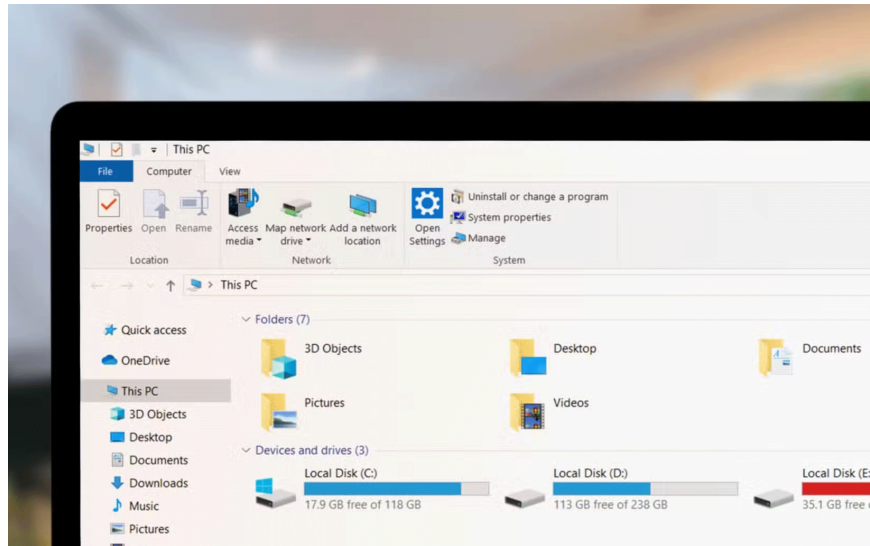 This PC
File Computer View
Properties Open Rename Access media Map network drive Add a network location Open Settings Uninstall or change a program
System properties
Manage
Location Network System
This PC
Quick access
OneDrive
This PC
3D Objects
Desktop
Documents
Downloads
Music
Pictures
Folders (7)
3D Objects Desktop Documents
Pictures Videos
Devices and drives (3)
Local Disk (C:) Local Disk (D:) Local Disk (E:
17.9 GB free of 118 GB 113 GB free of 238 GB 35.1 GB free